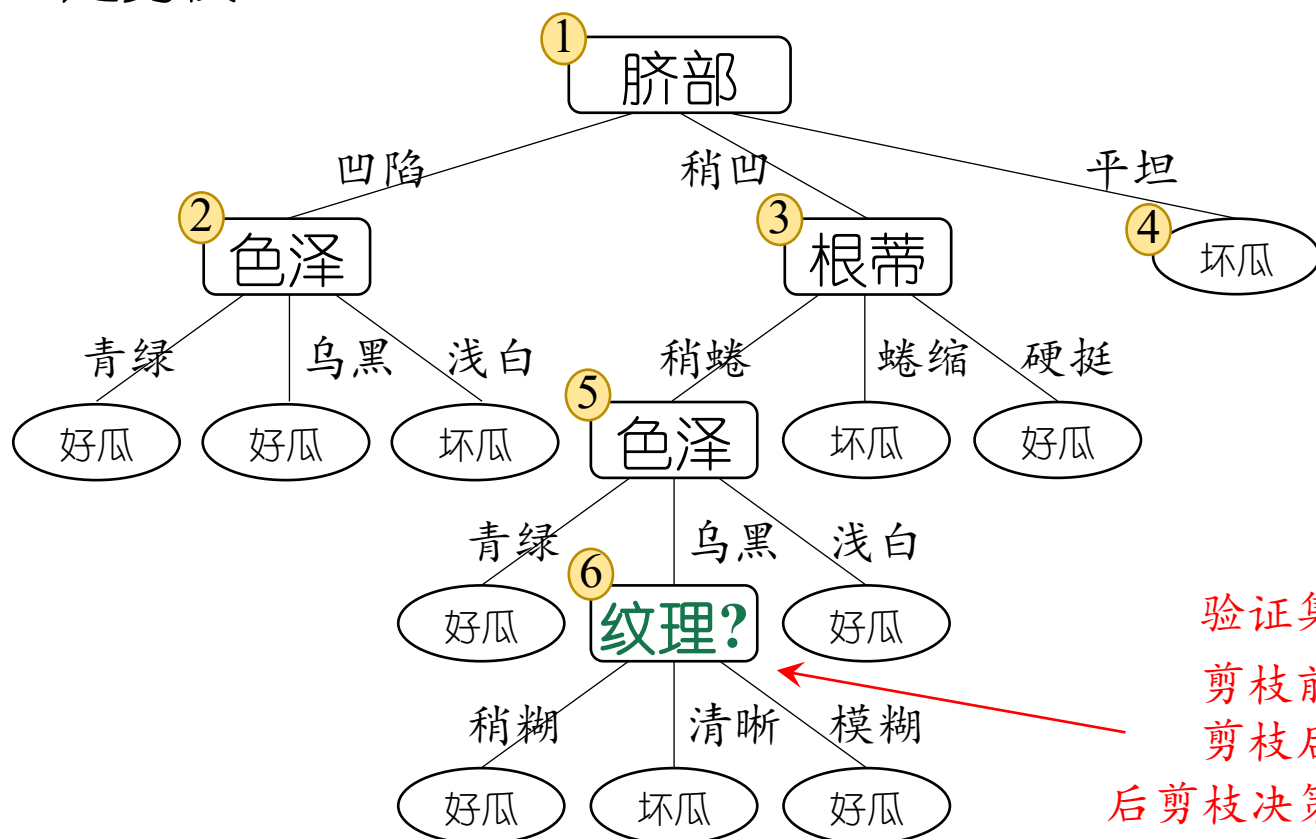 1
脐部
凹陷
稍凹
平坦
2
色泽
3
根蒂
4
坏瓜
青绿
乌黑
浅白
稍蜷
蜷缩
硬挺
好瓜
好瓜
坏瓜
5
色泽
坏瓜
好瓜
青绿
乌黑
浅白
好瓜
6
纹理?
好瓜
验证集
剪枝前
剪枝后
后剪枝决策
稍糊
清晰
模糊
好瓜
坏瓜
好瓜